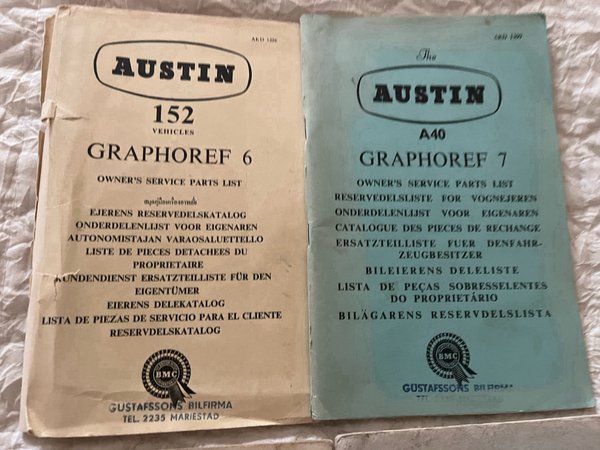 AKD
AUSTIN
152
VEHICLES
GRAPHOREF 6
OWNER'S SERVICE PARTS LIST
EJERENS RESERVEDELSKATALOG
ONDERDELENLIJST VOOR EIGENAREN
AUTONOMISTAJAN VARAOSALUETTELO
LISTE DE PIECES DETACHEES DU
PROPRIETAIRE
KUNDENDIENST ERSATZTEILLISTE FÜR DEN
EIGENTÜMER
EIERENS DELEKATALOG
LISTA DE PIEZAS DE SERVICIO PARA EL CLIENTE
RESERVDELSKATALOG
BMC
GUSTAFSSONS BILFIRMA
TEL. 2235 MARIESTAD
The
AUSTIN
A40
GRAPHOREF 7
OWNER'S SERVICE PARTS LIST
RESERVEDELSLISTE FOR VOGNEJEREN
ONDERDELENLIJST VOOR EIGENAREN
CATALOGUE DES PIECES DE RECHANGE
ERSATZTEILLISTE FUER DENFAHR-
ZEUGBESITZER
BILEIERENS DELELISTE
LISTA DE PEÇAS SOBRESSELENTES
DO PROPRIETÁRIO
BILÄGARENS RESERVDELSLISTA
BMC
GUSTAFSSONS BILFIRMA
TEL.